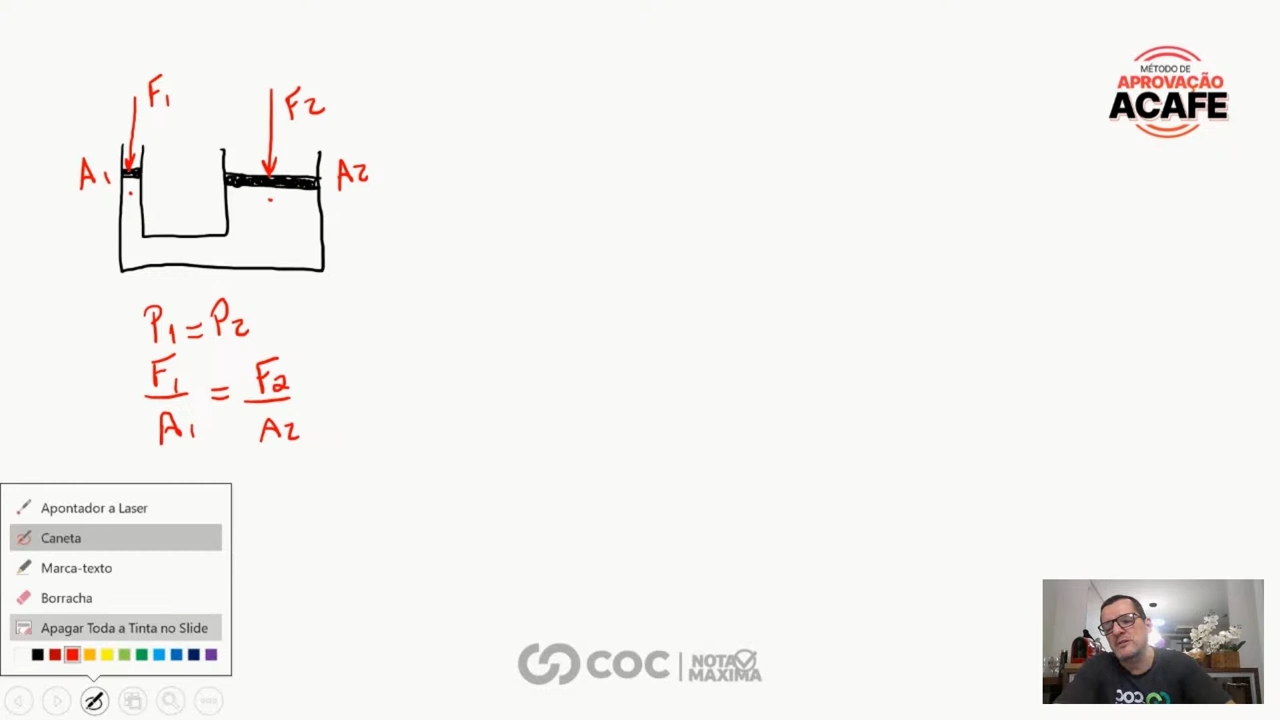 MÉTODO DE
APROVAÇÃO
ACAFE
F1
F2
A1
A2
P1 = P2
F1 = F2
A1 A2
Apontador a Laser
Caneta
Marca-texto
Borracha
Apagar Toda a Tinta no Slide
COC NOTA
MÁXIMA
coc